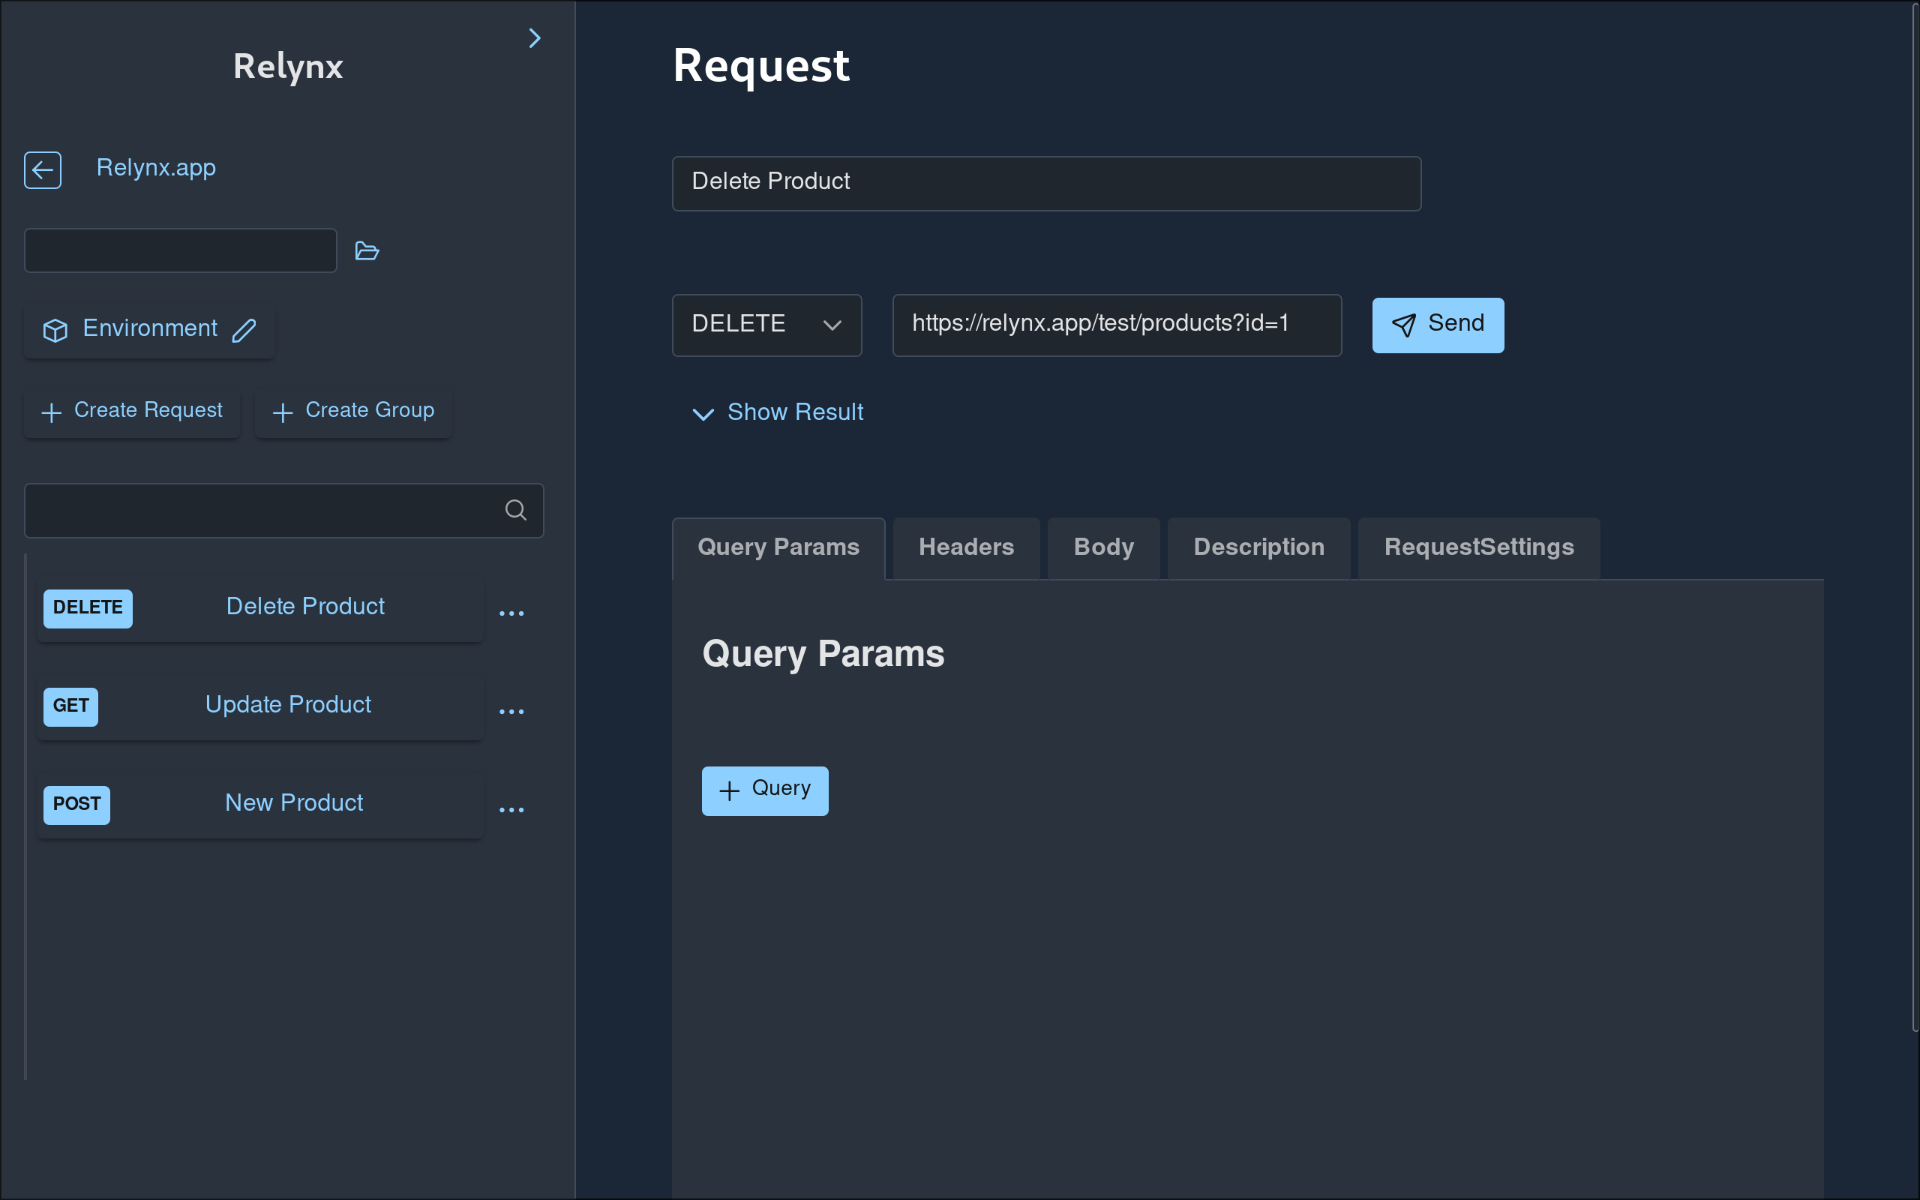 Relynx
Relynx.app
Environment
Create Request
Create Group
DELETE
Delete Product
GET
Update Product
POST
New Product
Request
Delete Product
DELETE
https://relynx.app/test/products?id=1
Send
Show Result
Query Params
Headers
Body
Description
RequestSettings
Query Params
Query